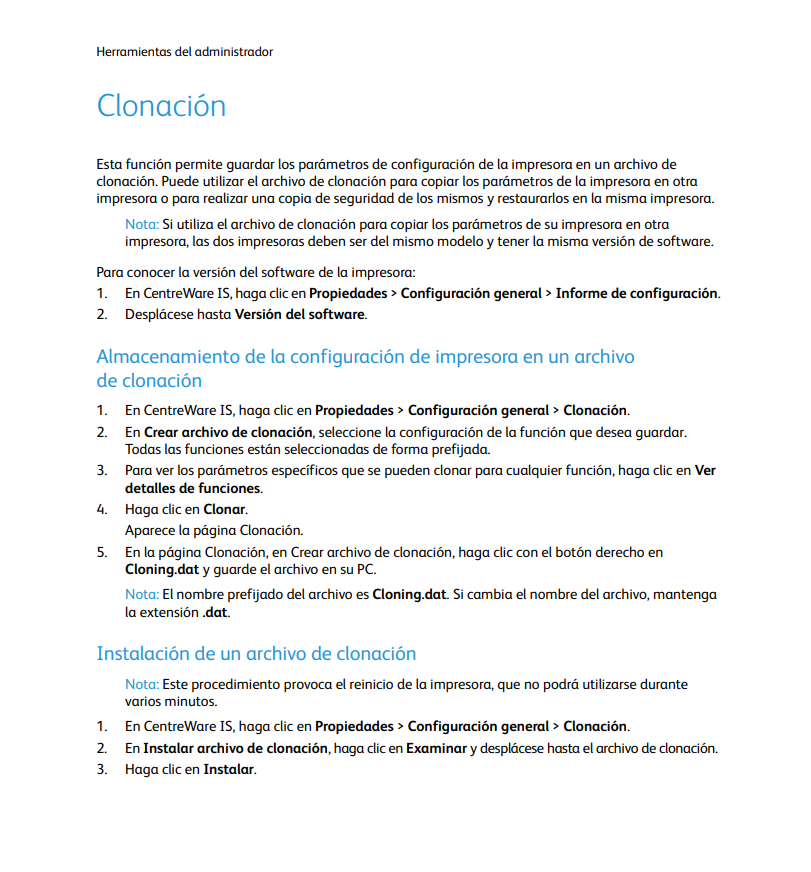 Herramientas del administrador
Clonación
Esta función permite guardar los parámetros de configuración de la impresora en un archivo de
clonación. Puede utilizar el archivo de clonación para copiar los parámetros de la impresora en otra
impresora o para realizar una copia de seguridad de los mismos y restaurarlos en la misma impresora.
Nota: Si utiliza el archivo de clonación para copiar los parámetros de su impresora en otra
impresora, las dos impresoras deben ser del mismo modelo y tener la misma versión de software.
Para conocer la versión del software de la impresora:
1. En CentreWare IS, haga clic en Propiedades > Configuración general > Informe de configuración.
2. Desplácese hasta Versión del software.
Almacenamiento de la configuración de impresora en un archivo
de clonación
1. En CentreWare IS, haga clic en Propiedades > Configuración general > Clonación.
2. En Crear archivo de clonación, seleccione la configuración de la función que desea guardar.
Todas las funciones están seleccionadas de forma prefijada.
3. Para ver los parámetros específicos que se pueden clonar para cualquier función, haga clic en Ver
detalles de funciones.
4. Haga clic en Clonar.
Aparece la página Clonación.
5. En la página Clonación, en Crear archivo de clonación, haga clic con el botón derecho en
Cloning.dat y guarde el archivo en su PC.
Nota: El nombre prefijado del archivo es Cloning.dat. Si cambia el nombre del archivo, mantenga
la extensión .dat.
Instalación de un archivo de clonación
Nota: Este procedimiento provoca el reinicio de la impresora, que no podrá utilizarse durante
varios minutos.
1. En CentreWare IS, haga clic en Propiedades > Configuración general > Clonación.
2. En Instalar archivo de clonación, haga clic en Examinar y desplácese hasta el archivo de clonación.
3. Haga clic en Instalar.